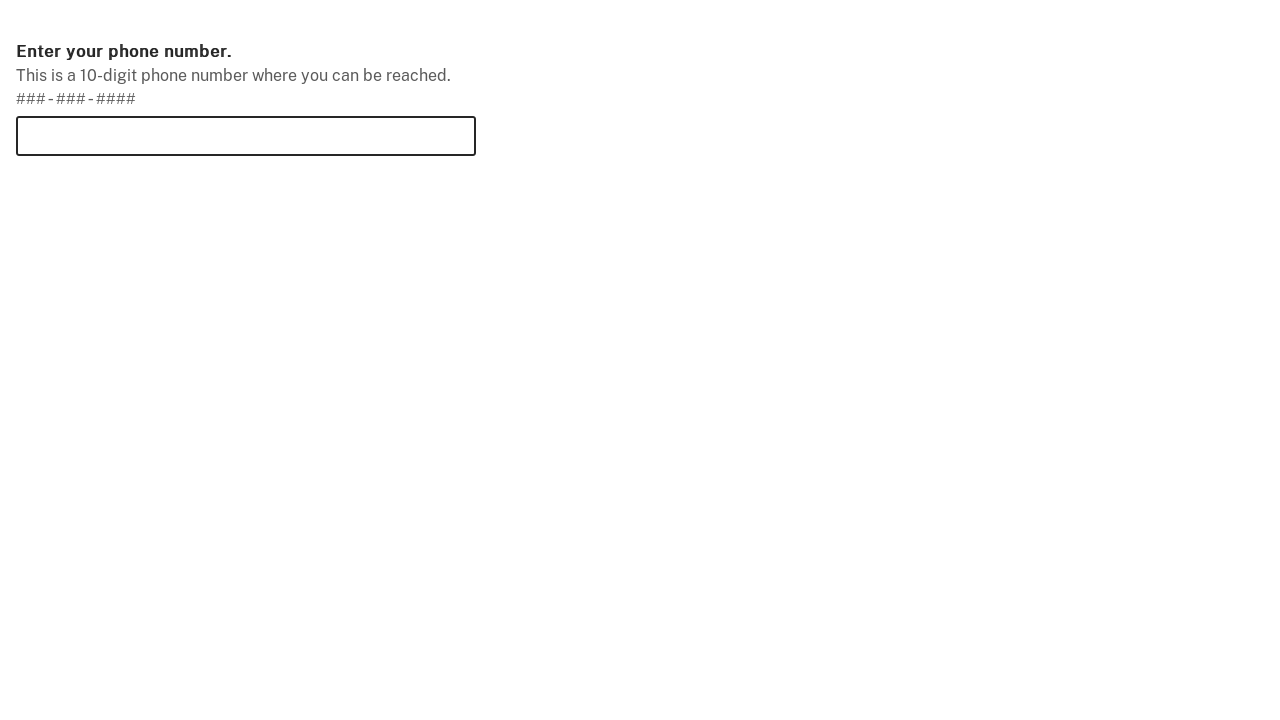 Enter your phone number.
This is a 10-digit phone number where you can be reached.
###-###-####